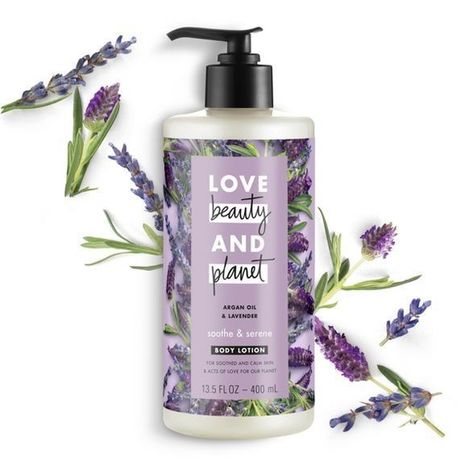 LOVE
beauty
AND
planet
ARGAN OIL
& LAVENDER
soothe & serene
BODY LOTION
FOR SOOTHED AND CALM SKIN
& ACTS OF LOVE FOR OUR PLANET
13.5 FL OZ – 400 mL